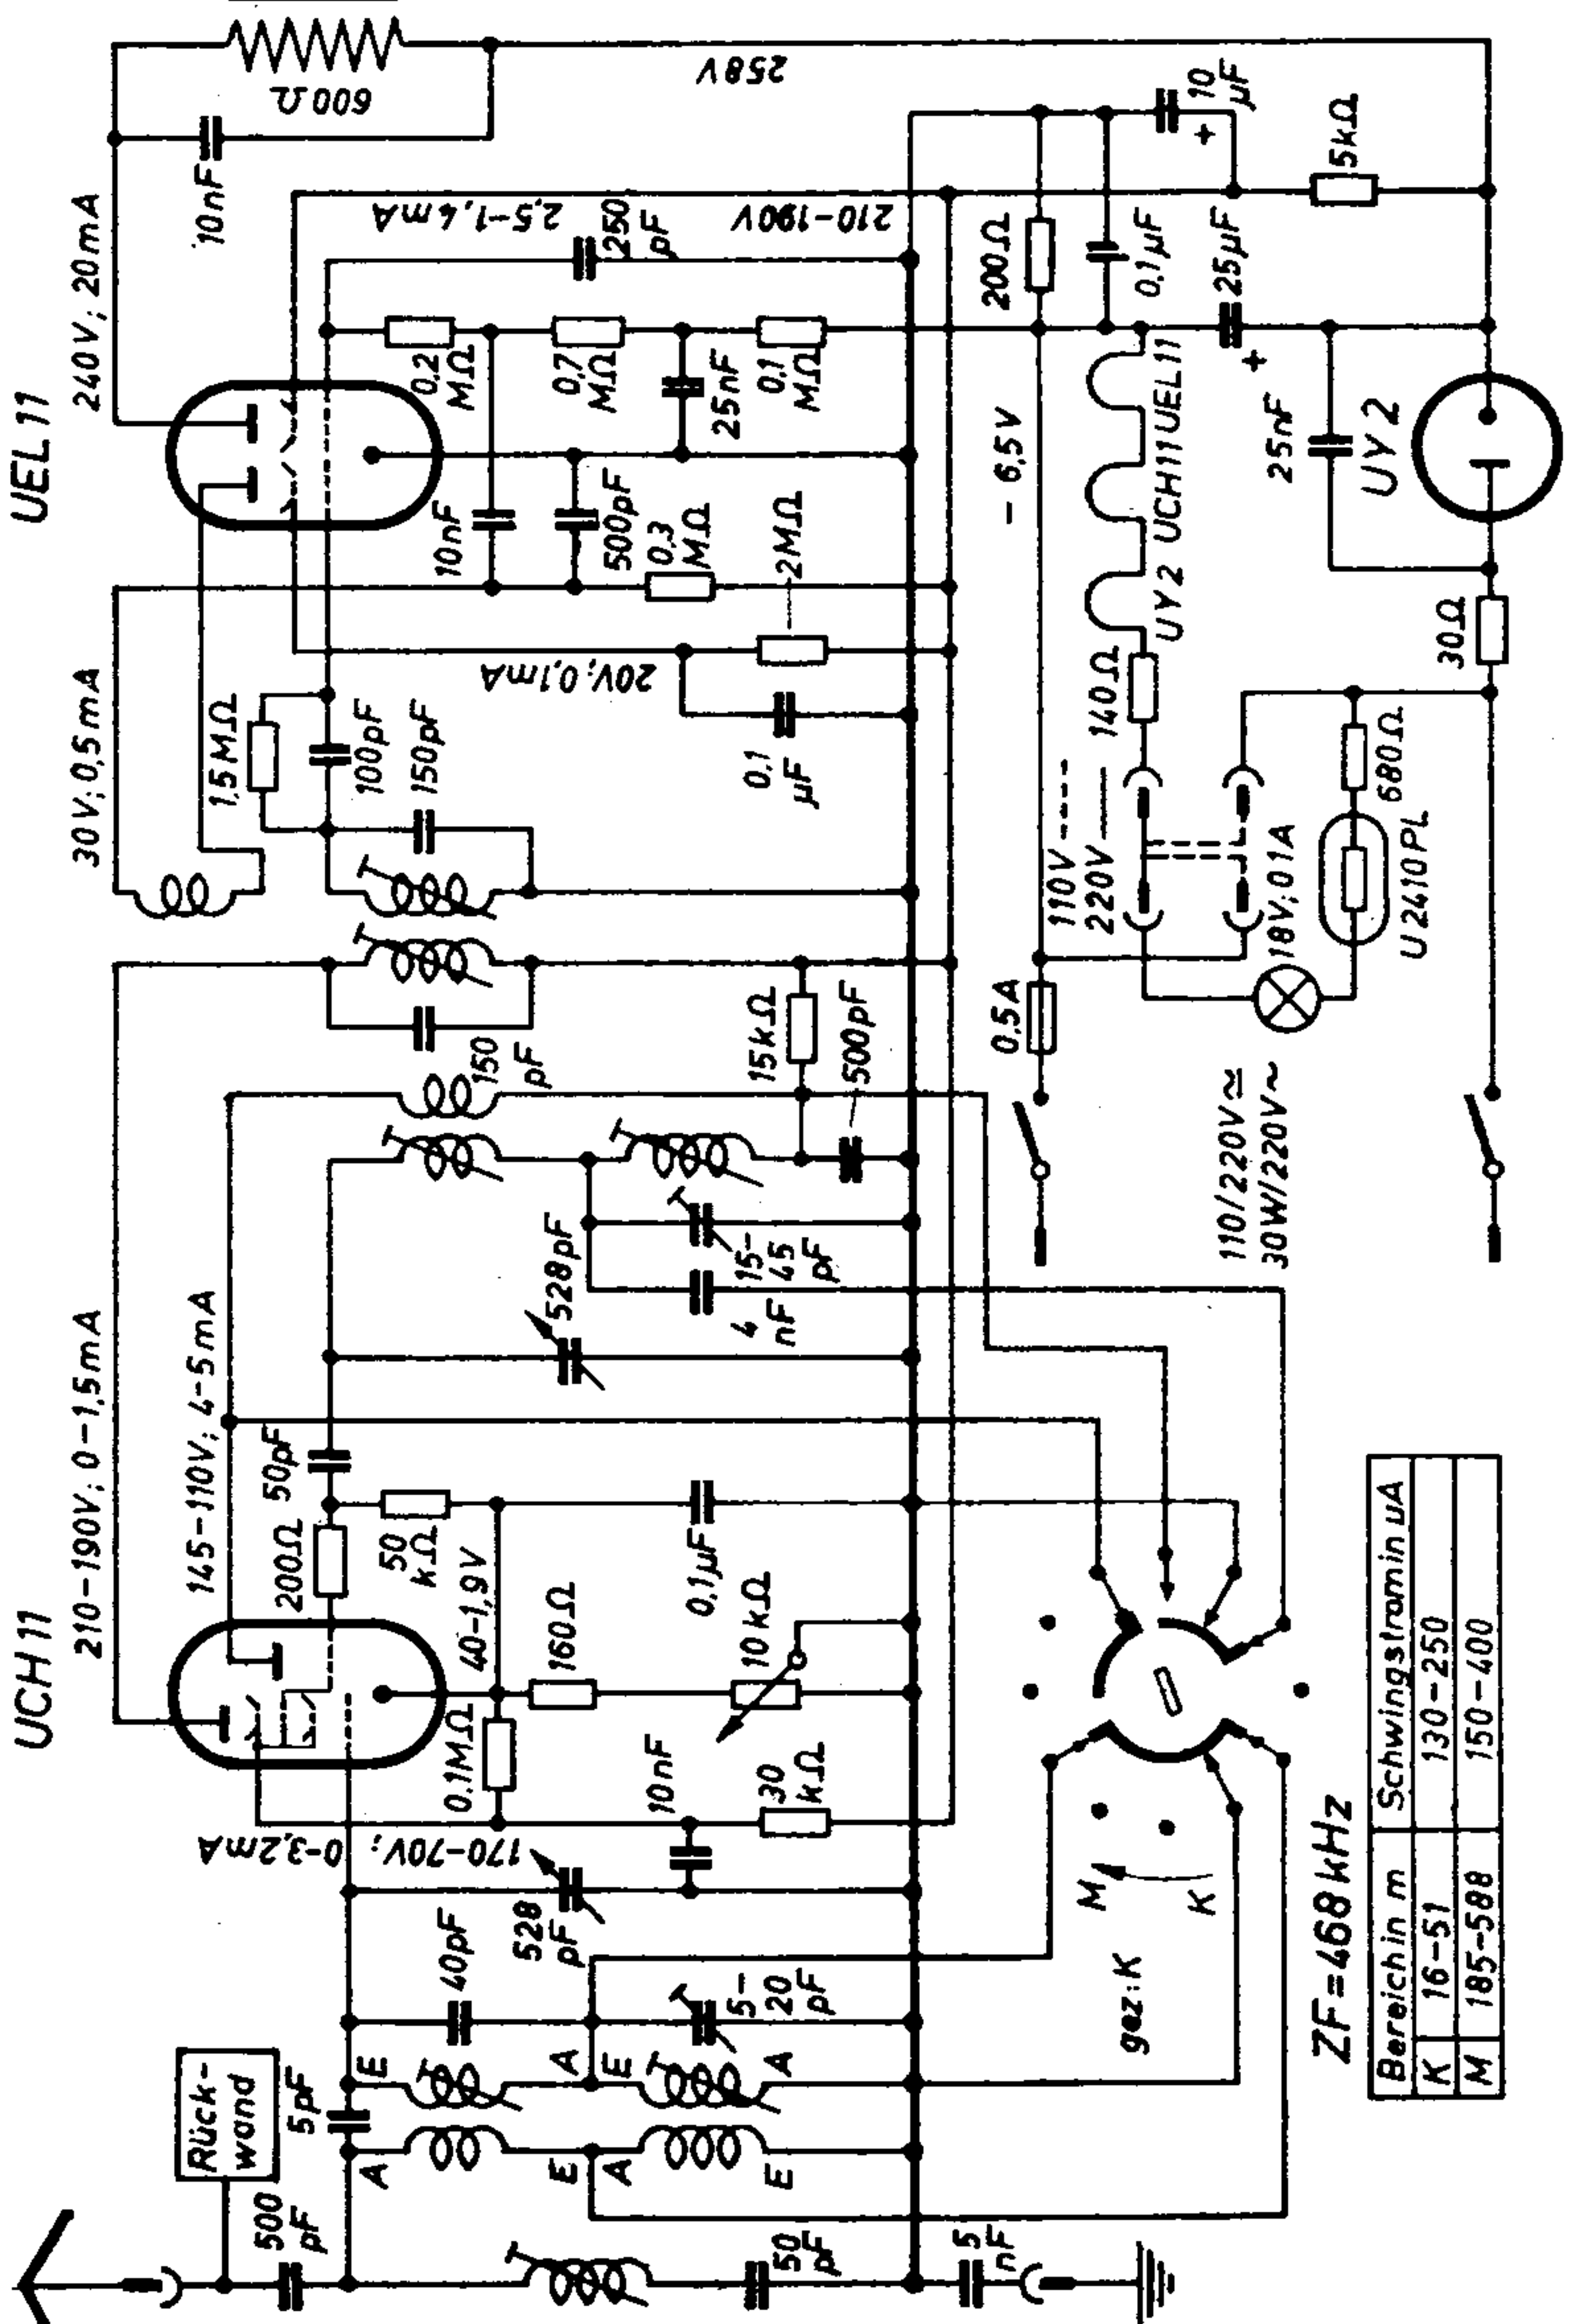 UCH11
210-190V; 0-1,5mA
145-110V; 4-5mA
UEL11
30V; 0,5mA
240V; 20mA
Rück-
wand
500
pF
5pF
A
E
E
A
A
E
E
A
50
pF
5
nF
40pF
5-
20
pF
528
pF
170-70V;
0-3,2mA
10nF
30
kΩ
0,1MΩ
40-1,9V
160Ω
10kΩ
200Ω
50pF
50
kΩ
0,1µF
528pF
4
nF
15-
45
pF
500pF
15kΩ
150
pF
1,5MΩ
100pF
150pF
20V; 0,1mA
0,1
µF
2MΩ
0,3
MΩ
500pF
10nF
0,2
MΩ
0,7
MΩ
25nF
0,1
MΩ
250
pF
2,5-1,4mA
210-190V
10nF
600Ω
258V
10
µF
+
5kΩ
200Ω
0,1µF
25µF
+
-6,5V
25nF
UY2
UY2 UCH11 UEL11
140Ω
30Ω
110V ----
220V ——
18V; 0,1A
680Ω
U2410PL
0,5A
110/220V≂
30W/220V~
gez: K
M
K
ZF = 468 kHz
Bereich in m Schwingstrom in uA
K 16-51 130-250
M 185-588 150-400